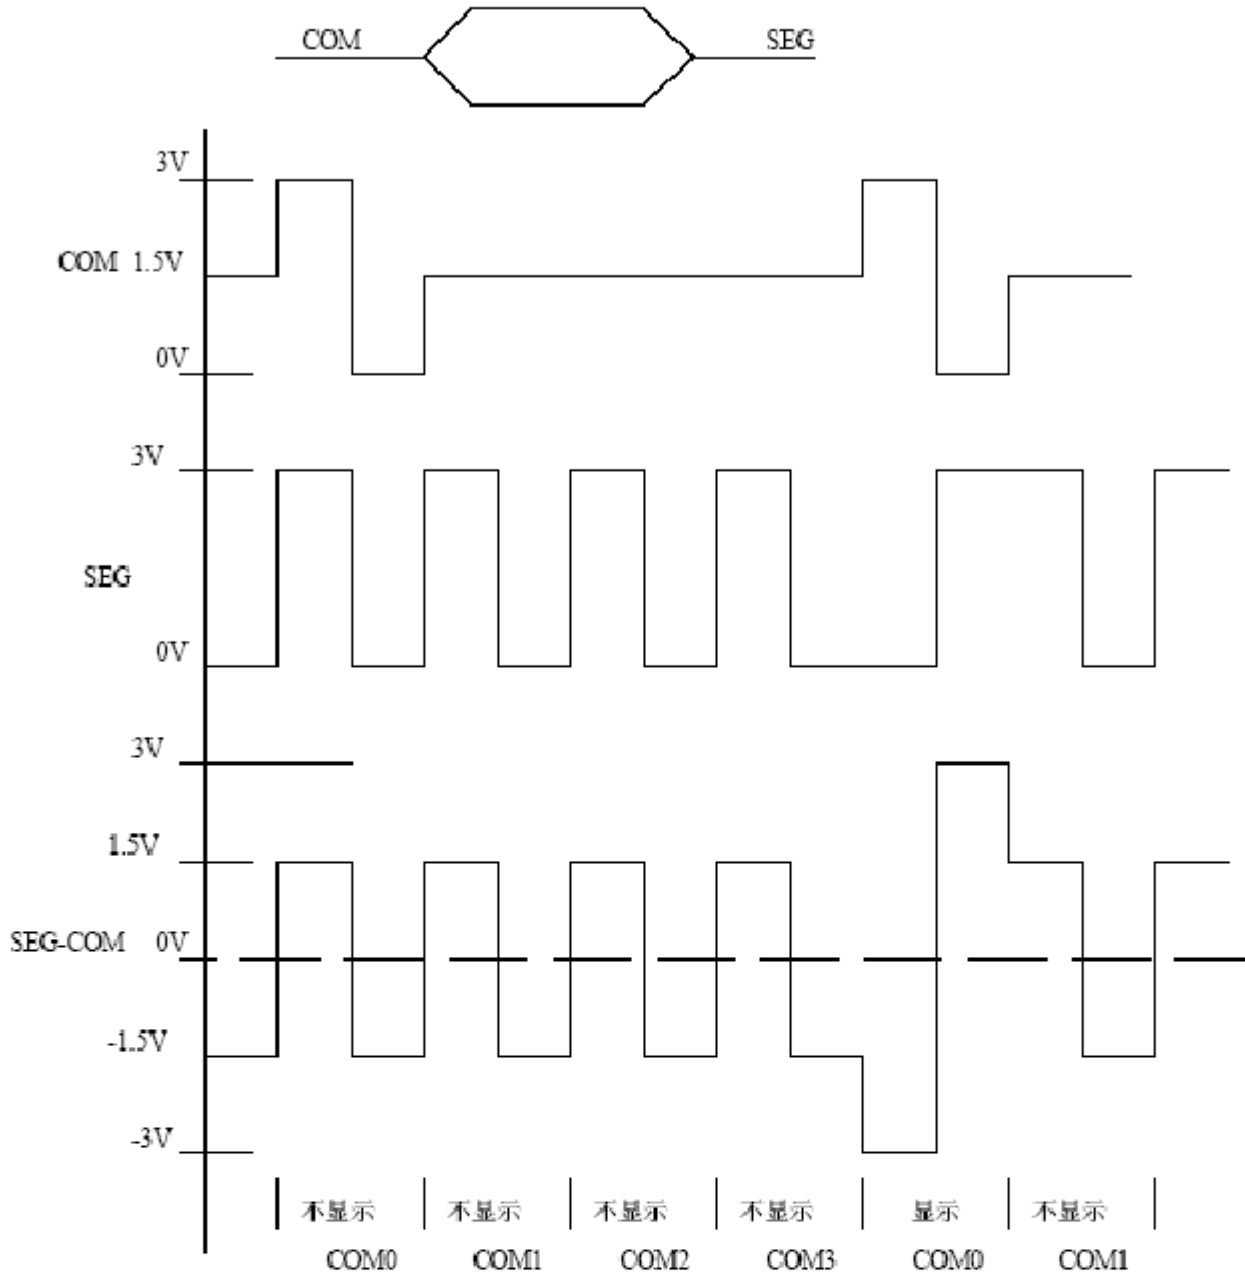 COM SEG
3V
COM 1.5V
0V
3V
SEG
0V
3V
1.5V
SEG-COM 0V
-1.5V
-3V
不显示 不显示 不显示 不显示 显示 不显示
COM0 COM1 COM2 COM3 COM0 COM1